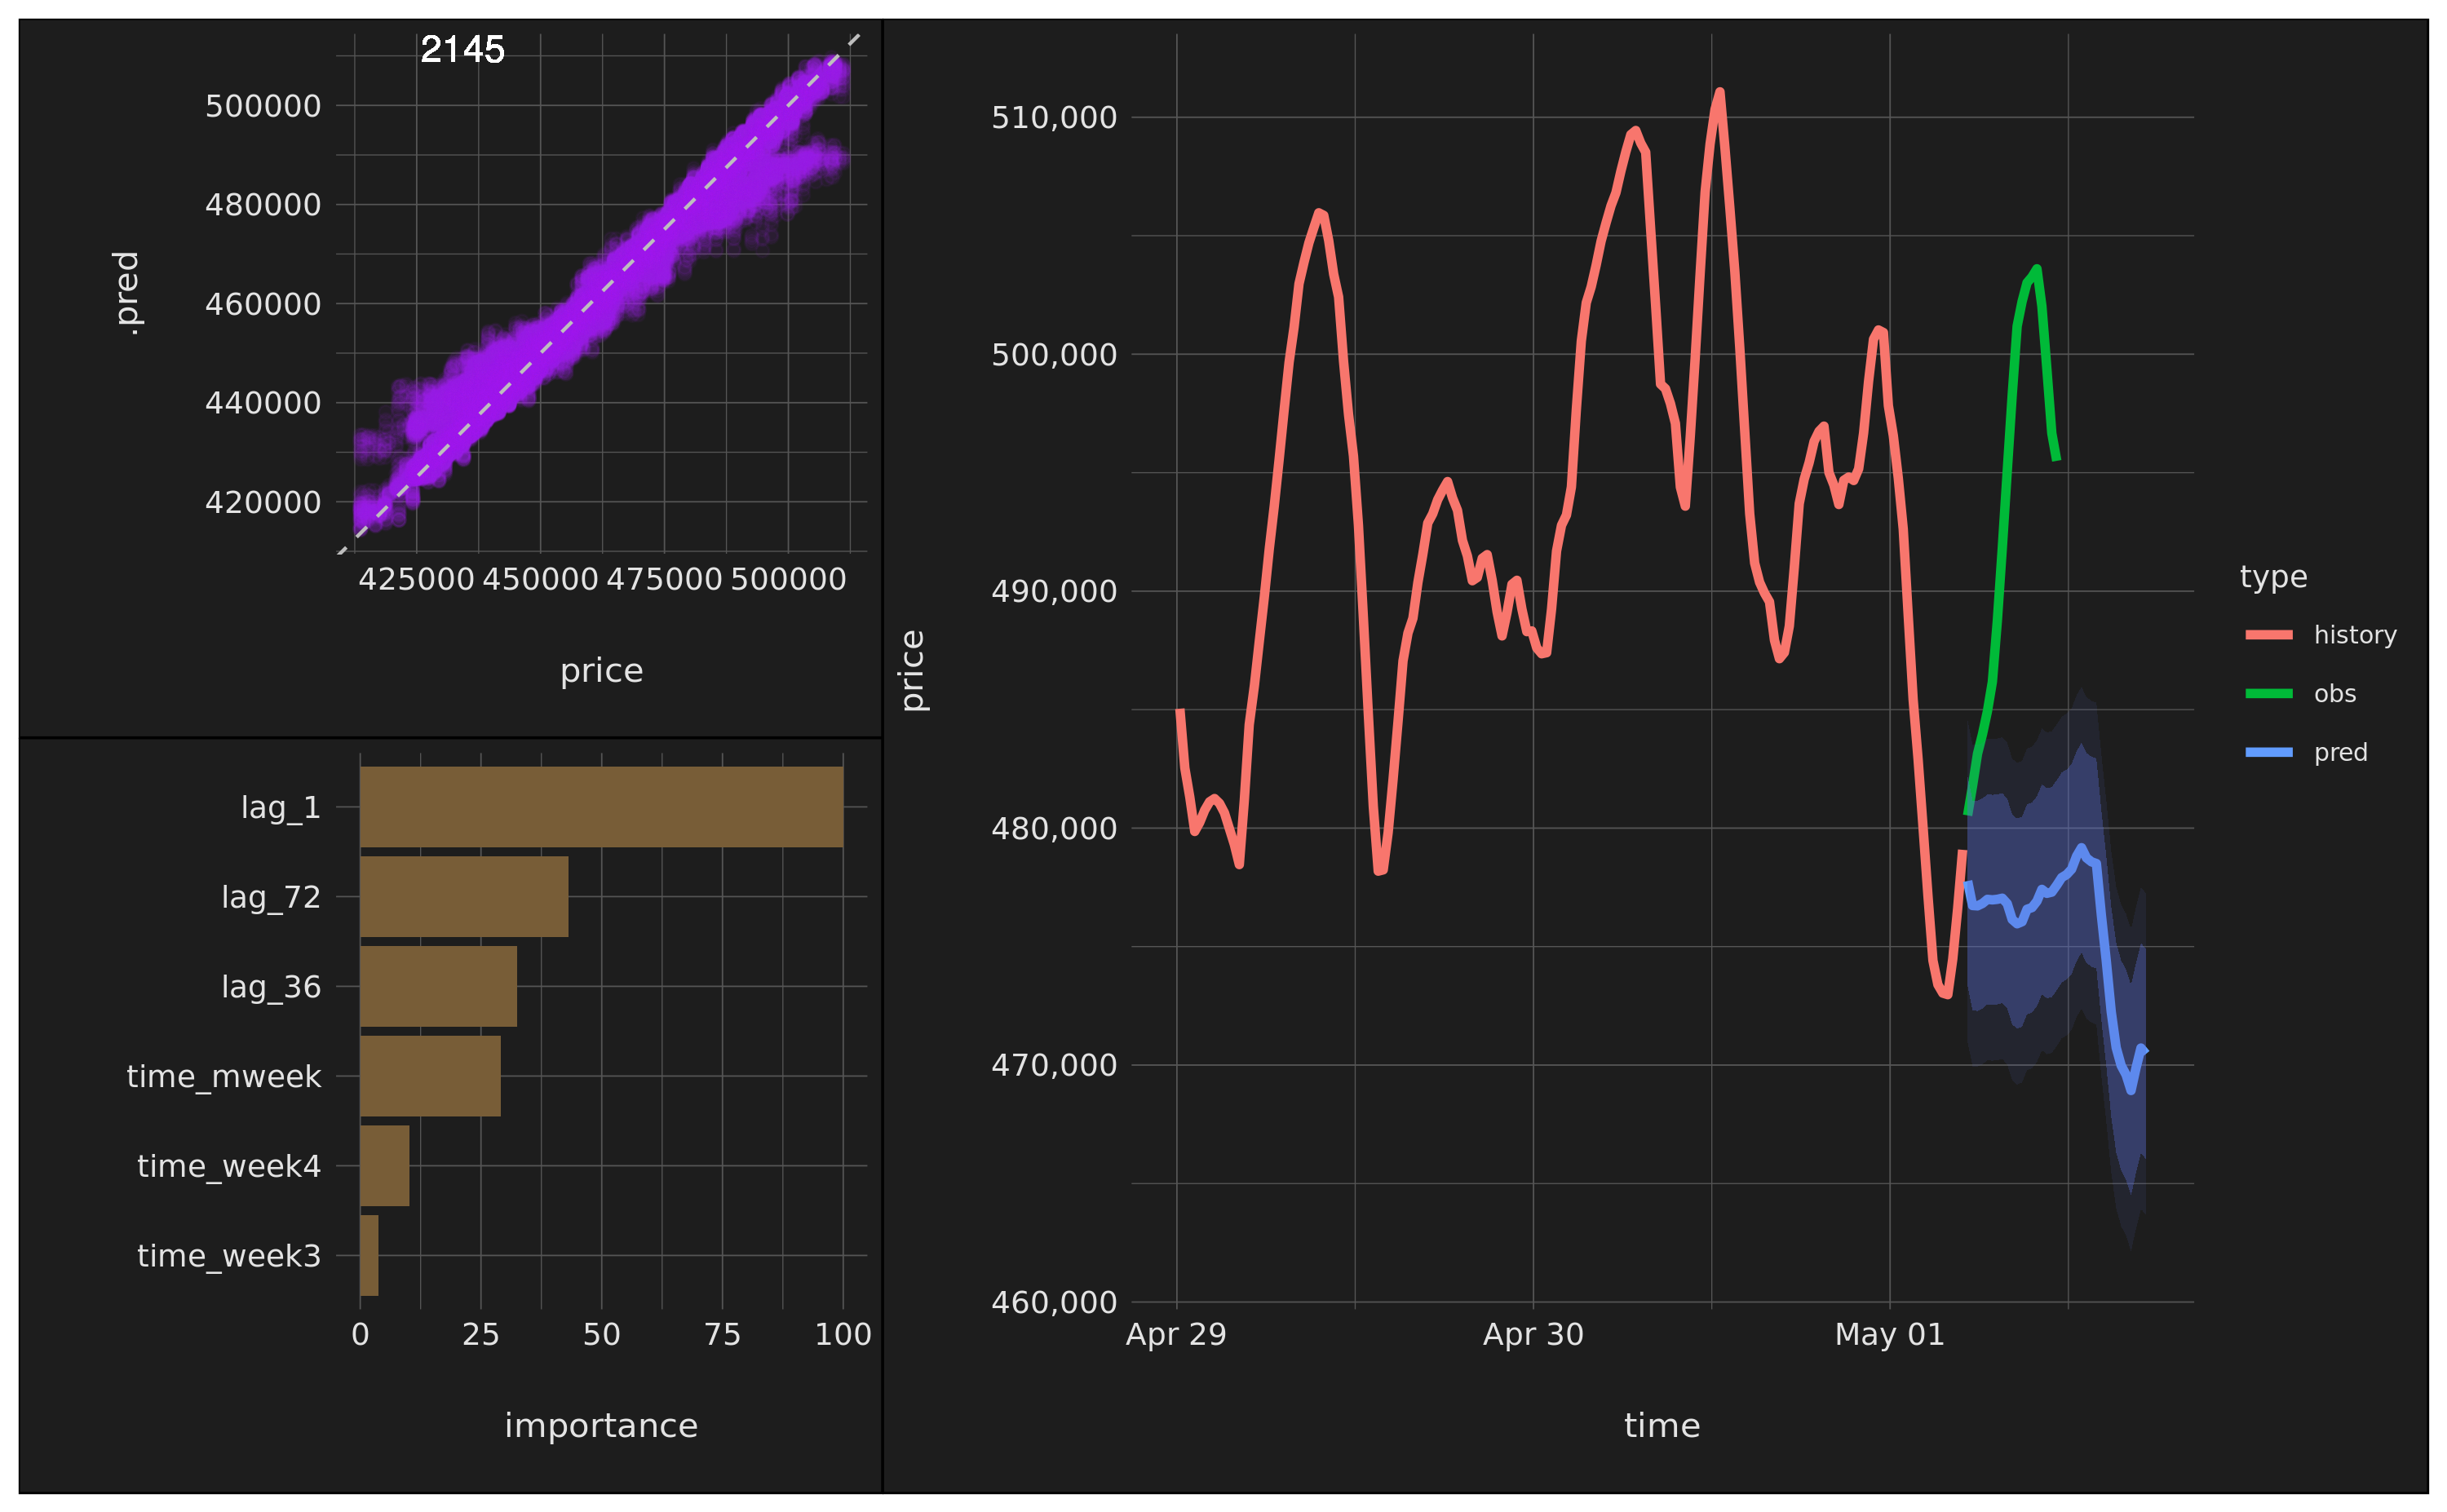 2145
500000
480000
460000
440000
420000
.pred
425000 450000 475000 500000
price
lag_1
lag_72
lag_36
time_mweek
time_week4
time_week3
0 25 50 75 100
importance
510,000
500,000
490,000
480,000
470,000
460,000
price
Apr 29 Apr 30 May 01
time
type
history
obs
pred